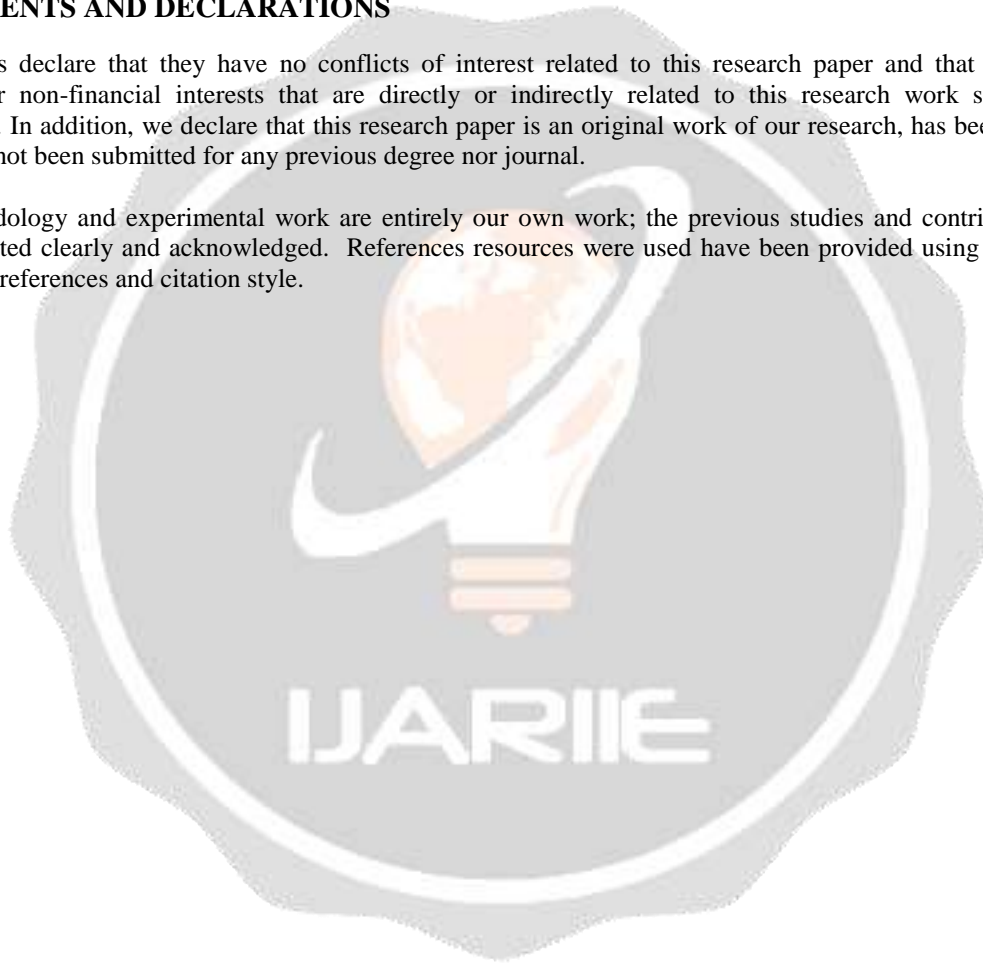 ENTS AND DECLARATIONS
s declare that they have no conflicts of interest related to this research paper and that
r non-financial interests that are directly or indirectly related to this research work s
. In addition, we declare that this research paper is an original work of our research, has bee
not been submitted for any previous degree nor journal.
dology and experimental work are entirely our own work; the previous studies and contri
ted clearly and acknowledged. References resources were used have been provided using
references and citation style.
IJARIIE